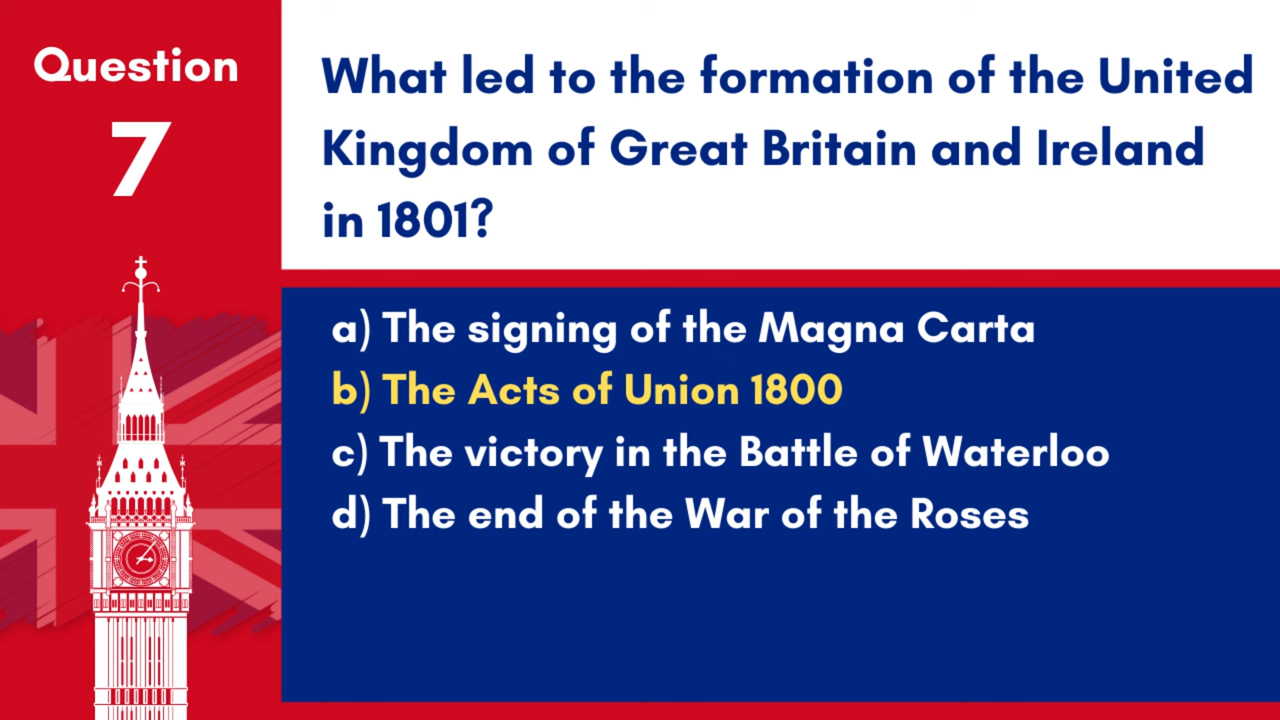 Question
7
What led to the formation of the United
Kingdom of Great Britain and Ireland
in 1801?
a) The signing of the Magna Carta
b) The Acts of Union 1800
c) The victory in the Battle of Waterloo
d) The end of the War of the Roses